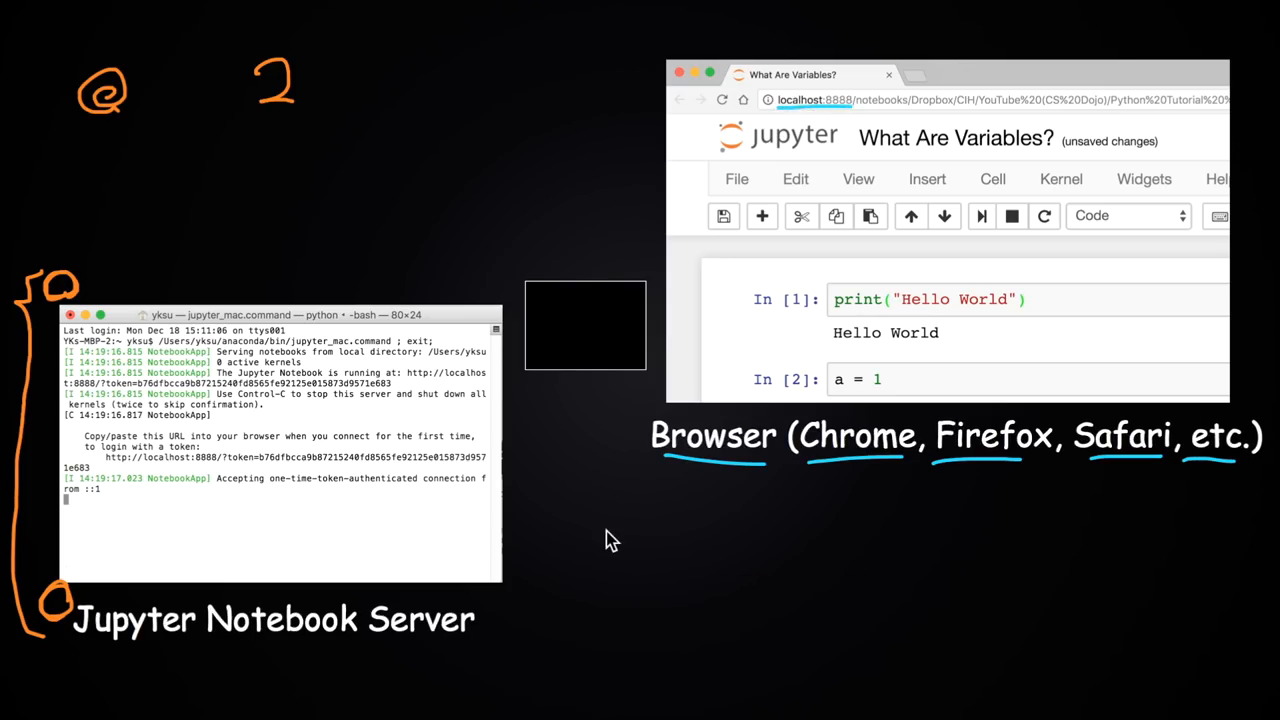 @ 2
What Are Variables?
localhost:8888/notebooks/Dropbox/CIH/YouTube%20(CS%20Dojo)/Python%20Tutorial%20%
jupyter What Are Variables? (unsaved changes)
File Edit View Insert Cell Kernel Widgets Hel
Code
In [1]: print("Hello World")
Hello World
In [2]: a = 1
Browser (Chrome, Firefox, Safari, etc.)
yksu — jupyter_mac.command — python • -bash — 80×24
Last login: Mon Dec 18 15:11:06 on ttys001
YKs-MBP-2:~ yksu$ /Users/yksu/anaconda/bin/jupyter_mac.command ; exit;
[I 14:19:16.815 NotebookApp] Serving notebooks from local directory: /Users/yksu
[I 14:19:16.815 NotebookApp] 0 active kernels
[I 14:19:16.815 NotebookApp] The Jupyter Notebook is running at: http://localhos
t:8888/?token=b76dfbcca9b87215240fd8565fe92125e015873d9571e683
[I 14:19:16.815 NotebookApp] Use Control-C to stop this server and shut down all
kernels (twice to skip confirmation).
[C 14:19:16.817 NotebookApp]
Copy/paste this URL into your browser when you connect for the first time,
to login with a token:
http://localhost:8888/?token=b76dfbcca9b87215240fd8565fe92125e015873d957
1e683
[I 14:19:17.023 NotebookApp] Accepting one-time-token-authenticated connection f
rom ::1
Jupyter Notebook Server